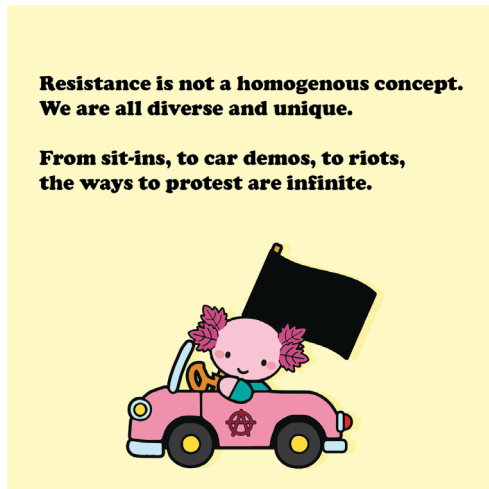 Resistance is not a homogenous concept.
We are all diverse and unique.
From sit-ins, to car demos, to riots,
the ways to protest are infinite.